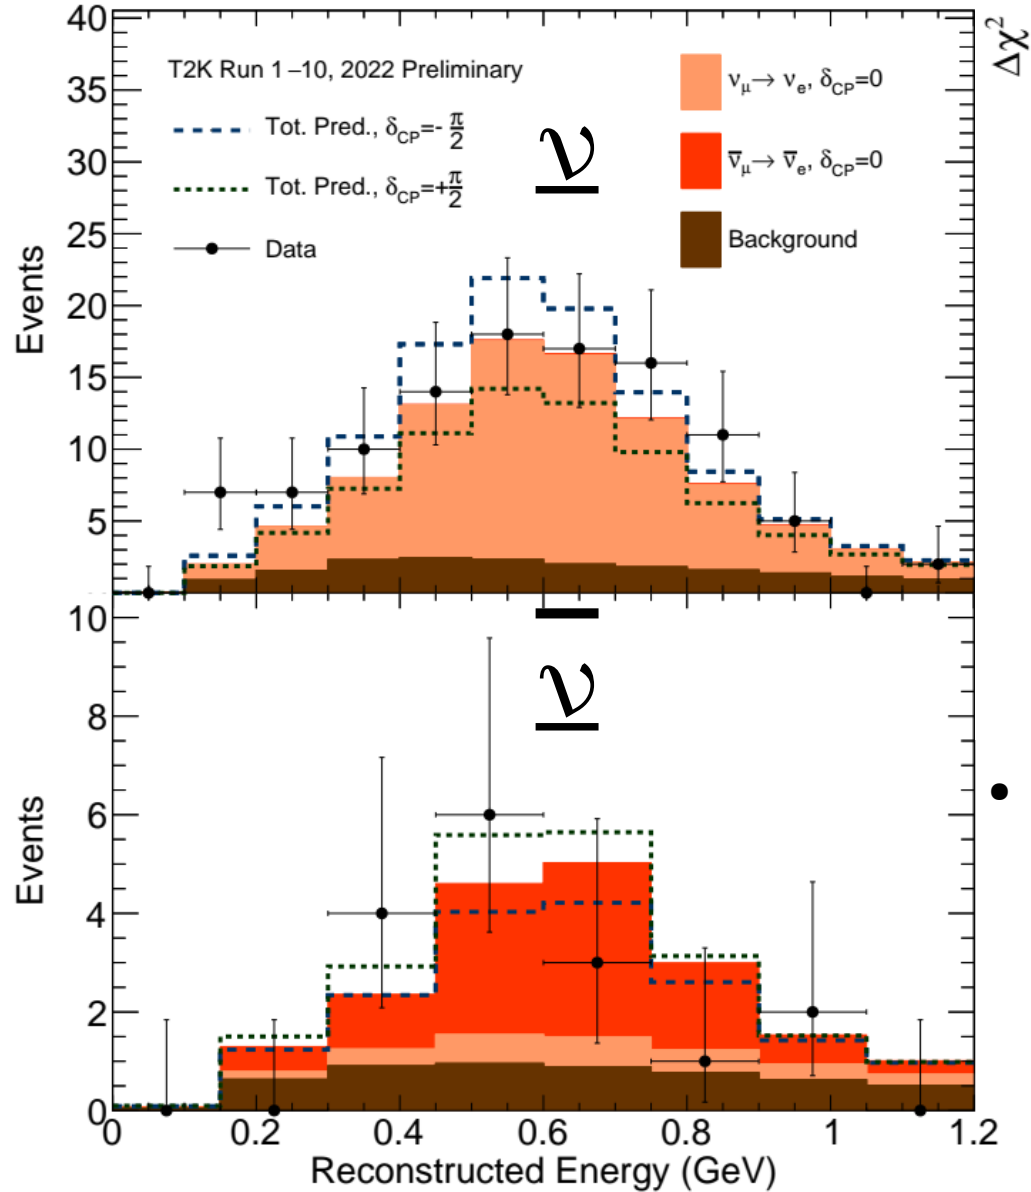 40
35
30
25
20
15
10
5
Events
T2K Run 1 –10, 2022 Preliminary
Tot. Pred., δCP=- π/2
Tot. Pred., δCP=+ π/2
Data
ν
νμ → νe, δCP=0
ν̅μ → ν̅e, δCP=0
Background
Δχ²
10
8
6
4
2
0
Events
ν̅
0 0.2 0.4 0.6 0.8 1 1.2
Reconstructed Energy (GeV)